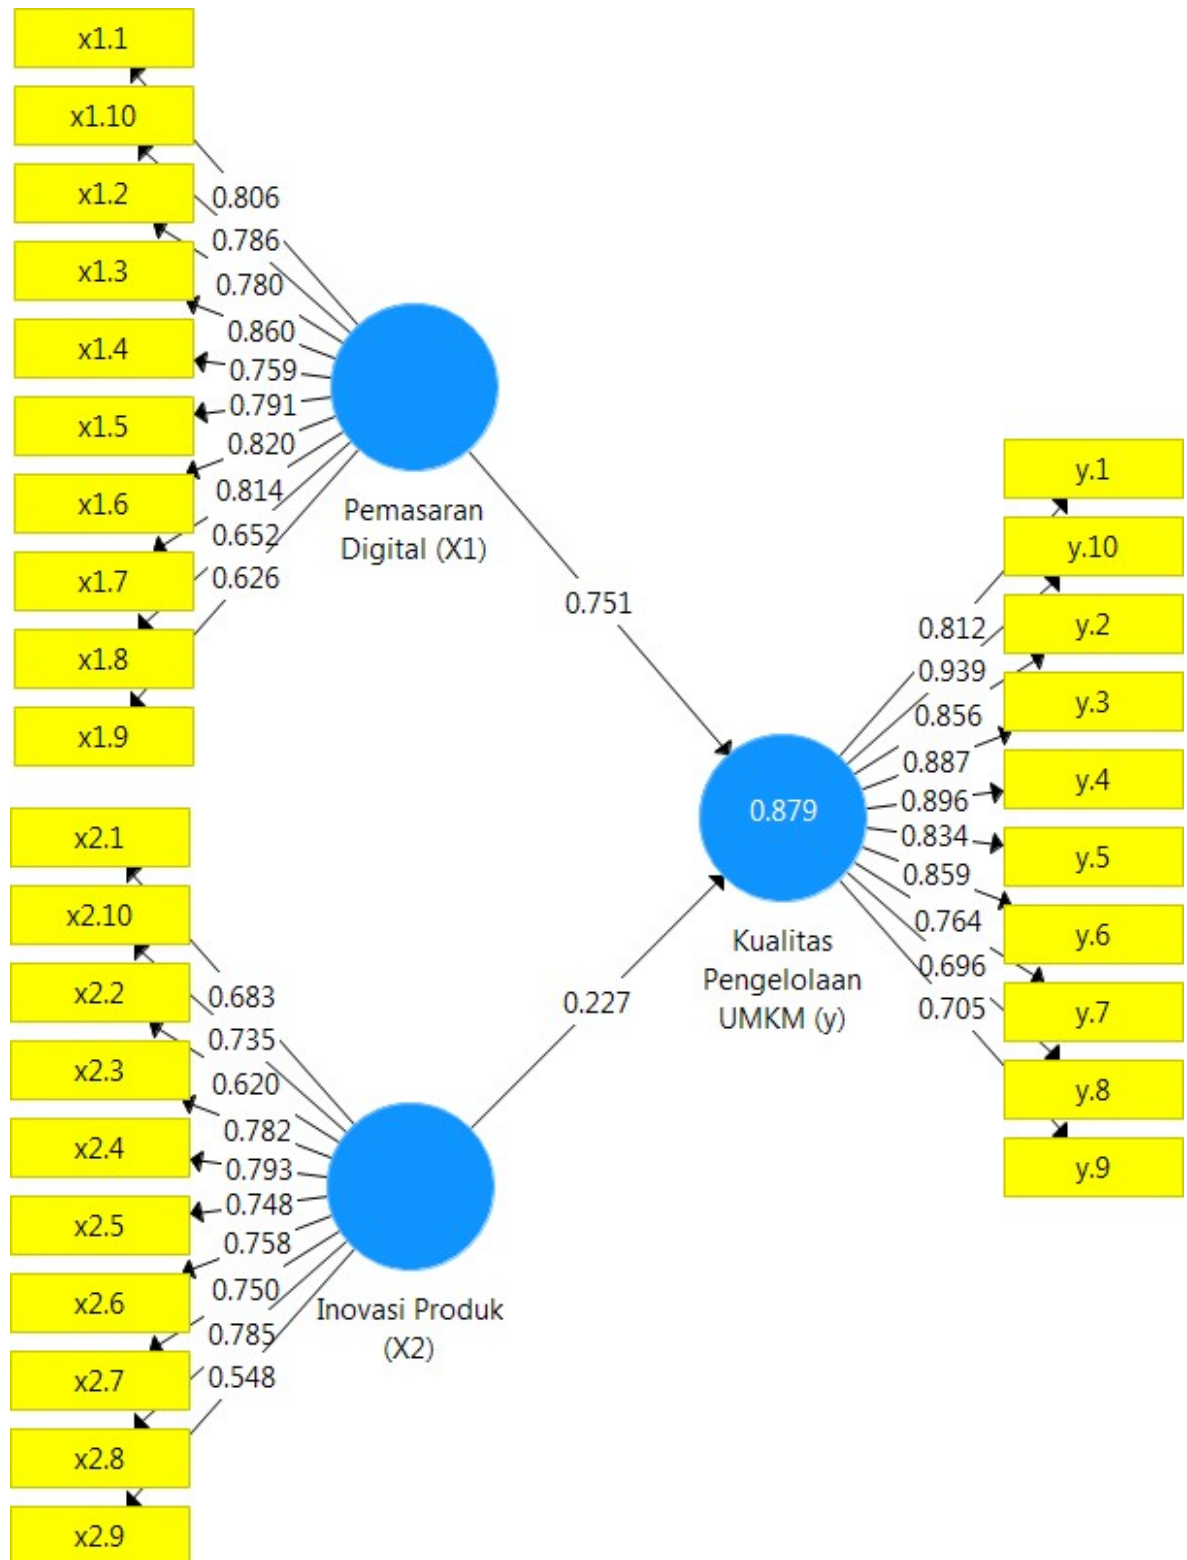 x1.1
x1.10
x1.2
x1.3
x1.4
x1.5
x1.6
x1.7
x1.8
x1.9
0.806
0.786
0.780
0.860
0.759
0.791
0.820
0.814
0.652
0.626
Pemasaran
Digital (X1)
0.751
x2.1
x2.10
x2.2
x2.3
x2.4
x2.5
x2.6
x2.7
x2.8
x2.9
0.683
0.735
0.620
0.782
0.793
0.748
0.758
0.750
0.785
0.548
Inovasi Produk
(X2)
0.227
0.879
Kualitas
Pengelolaan
UMKM (y)
0.812
0.939
0.856
0.887
0.896
0.834
0.859
0.764
0.696
0.705
y.1
y.10
y.2
y.3
y.4
y.5
y.6
y.7
y.8
y.9